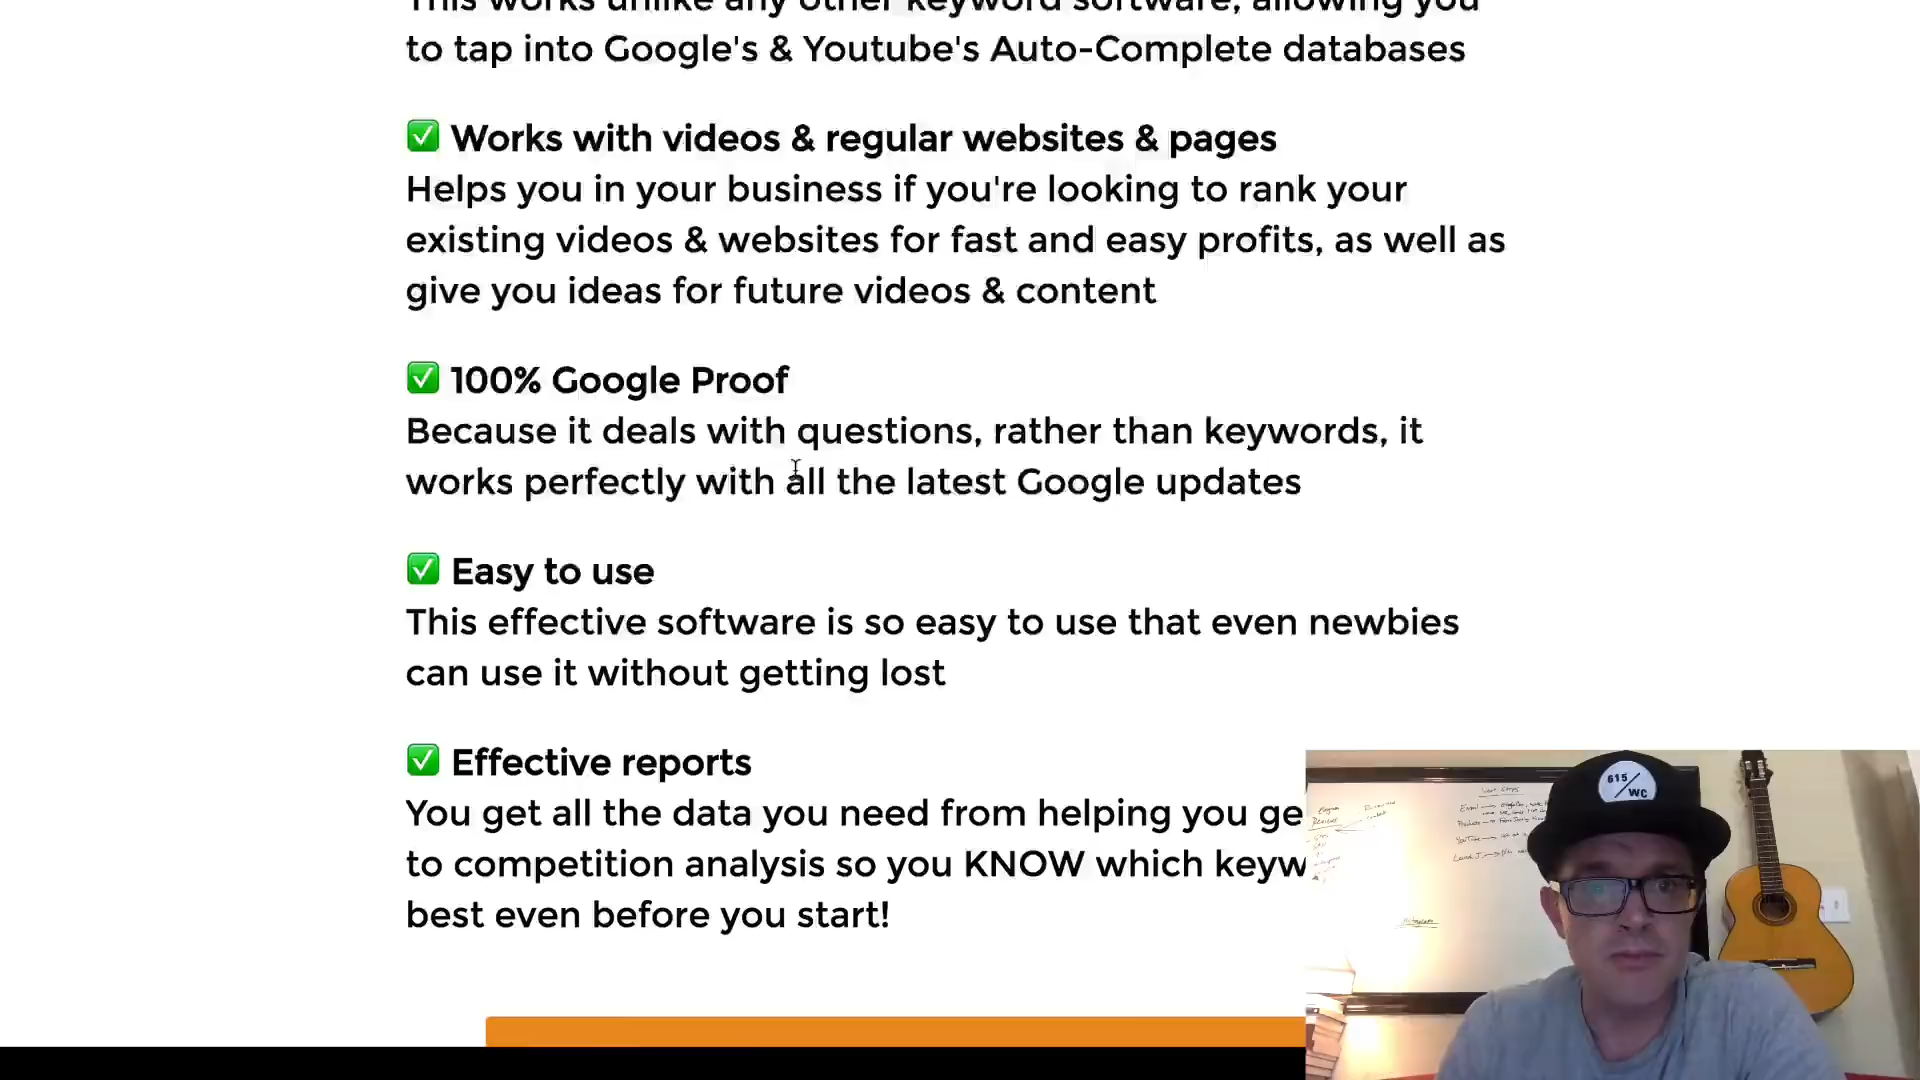 This works unlike any other keyword software, allowing you
to tap into Google's & Youtube's Auto-Complete databases
✅ Works with videos & regular websites & pages
Helps you in your business if you're looking to rank your
existing videos & websites for fast and easy profits, as well as
give you ideas for future videos & content
✅ 100% Google Proof
Because it deals with questions, rather than keywords, it
works perfectly with all the latest Google updates
✅ Easy to use
This effective software is so easy to use that even newbies
can use it without getting lost
✅ Effective reports
You get all the data you need from helping you ge
to competition analysis so you KNOW which keyw
best even before you start!
615/WC